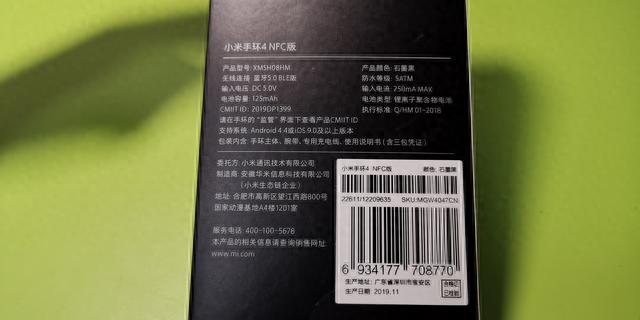 小米手环4 NFC版
产品型号: XMSH08HM 产品颜色: 石墨黑
无线连接: 蓝牙5.0 BLE版 防水等级: 5ATM
输入电压: DC 5.0V 输入电流: 250mA MAX
电池容量: 125mAh 电池类型: 锂离子聚合物电池
CMIIT ID: 2019DP1399 执行标准: Q/HM 01-2018
请在手环的“监管”界面下查看产品CMIIT ID
支持系统: Android 4.4或iOS 9.0及以上版本
包装内含: 手环主体、腕带、专用充电线、使用说明书(含三包凭证)
委托方: 小米通讯技术有限公司
制造商: 安徽华米信息科技有限公司
(小米生态链企业)
地址: 合肥市高新区望江西路800号
国家动漫基地A4楼1201室
服务电话: 400-100-5678
本产品的相关信息请查询销售网址:
www.mi.com
小米手环4 NFC版 颜色: 石墨黑
22611/12209635 SKU:MGW4047CN
6 934177 708770
生产地址: 广东省深圳市宝安区
生产日期: 2019.11
合格证
已检验